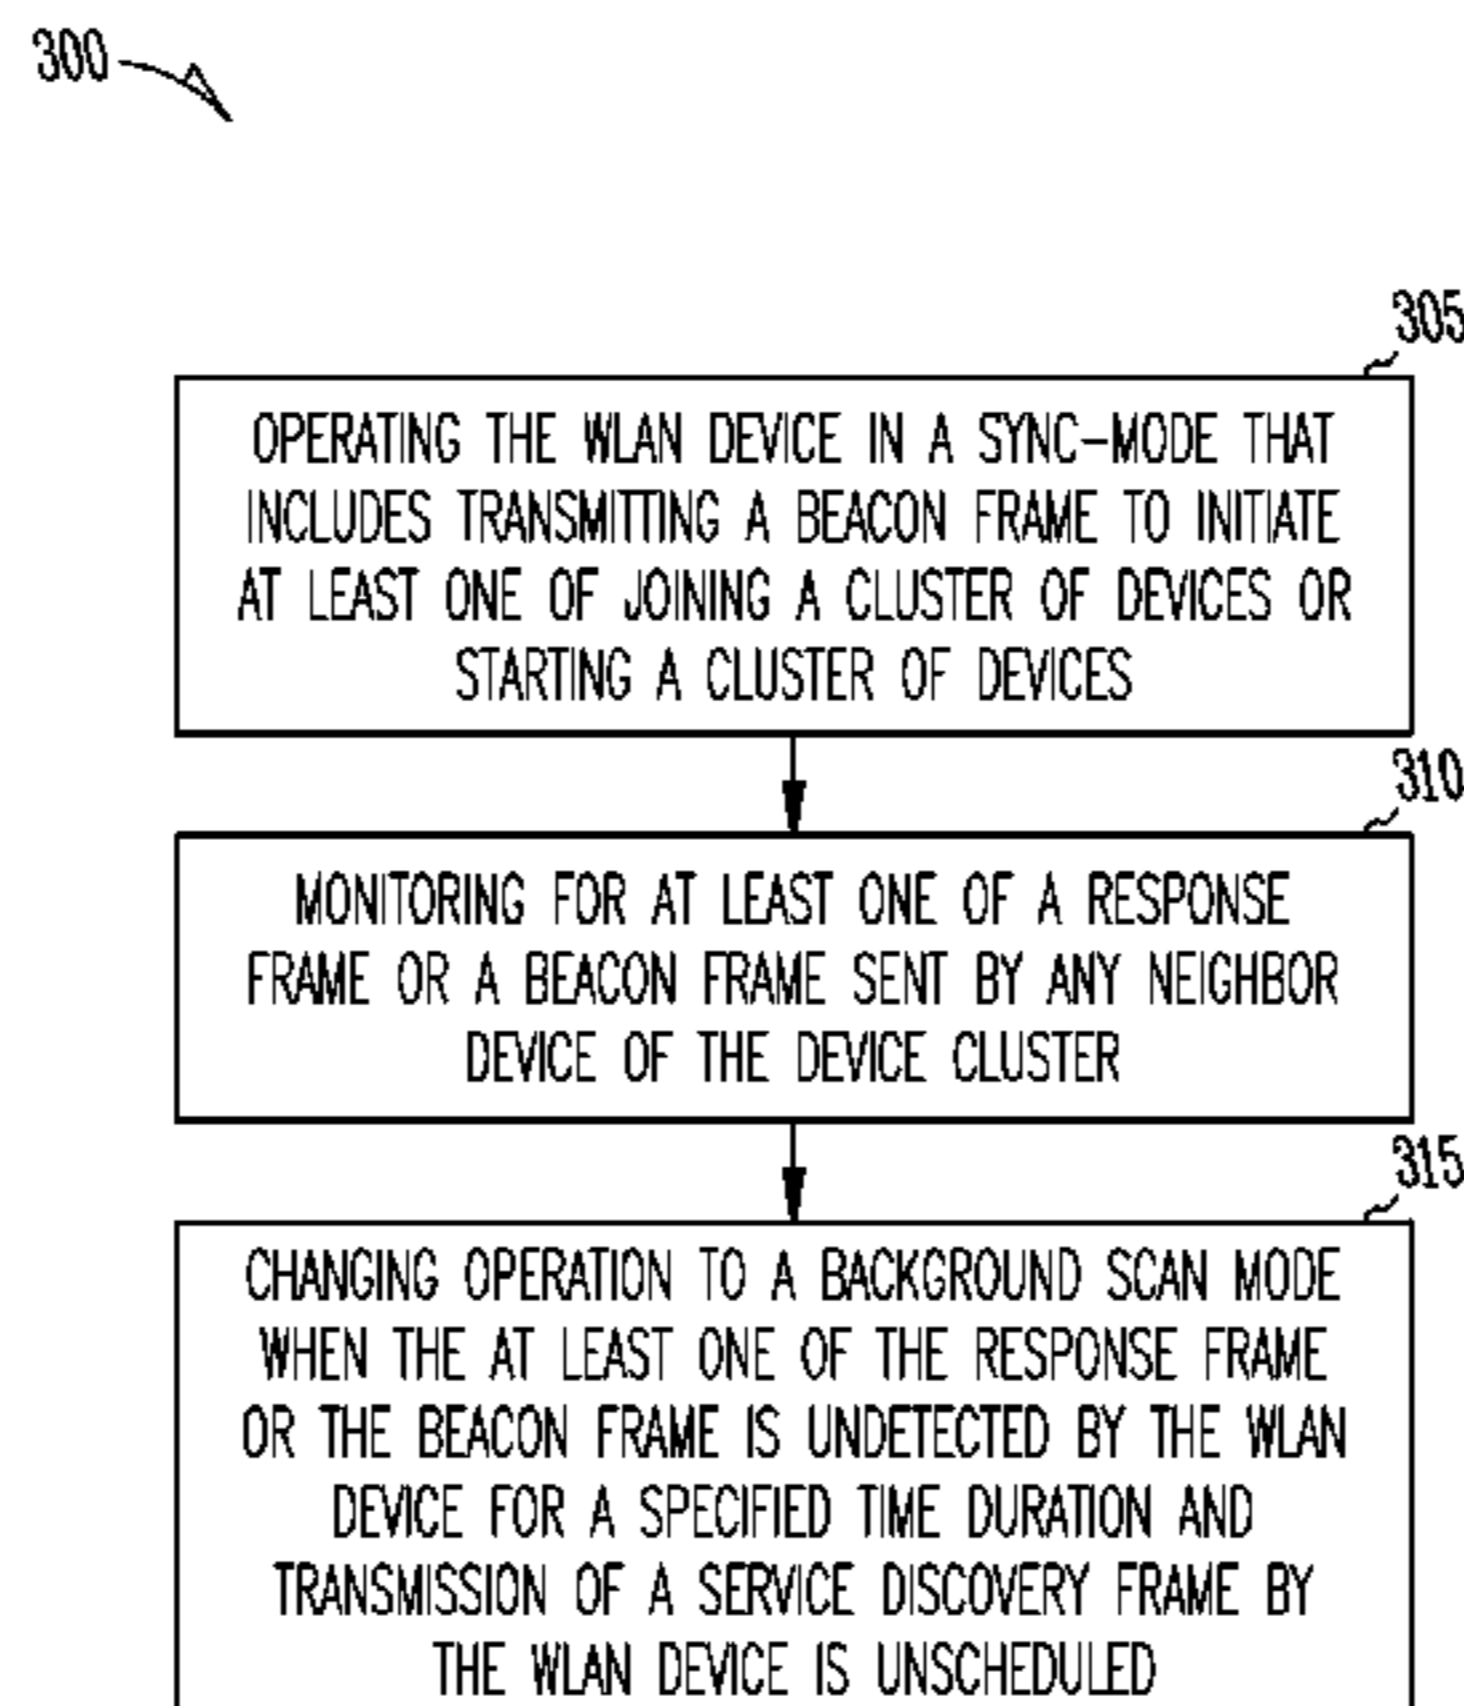 300
305
OPERATING THE WLAN DEVICE IN A SYNC-MODE THAT
INCLUDES TRANSMITTING A BEACON FRAME TO INITIATE
AT LEAST ONE OF JOINING A CLUSTER OF DEVICES OR
STARTING A CLUSTER OF DEVICES
310
MONITORING FOR AT LEAST ONE OF A RESPONSE
FRAME OR A BEACON FRAME SENT BY ANY NEIGHBOR
DEVICE OF THE DEVICE CLUSTER
315
CHANGING OPERATION TO A BACKGROUND SCAN MODE
WHEN THE AT LEAST ONE OF THE RESPONSE FRAME
OR THE BEACON FRAME IS UNDETECTED BY THE WLAN
DEVICE FOR A SPECIFIED TIME DURATION AND
TRANSMISSION OF A SERVICE DISCOVERY FRAME BY
THE WLAN DEVICE IS UNSCHEDULED